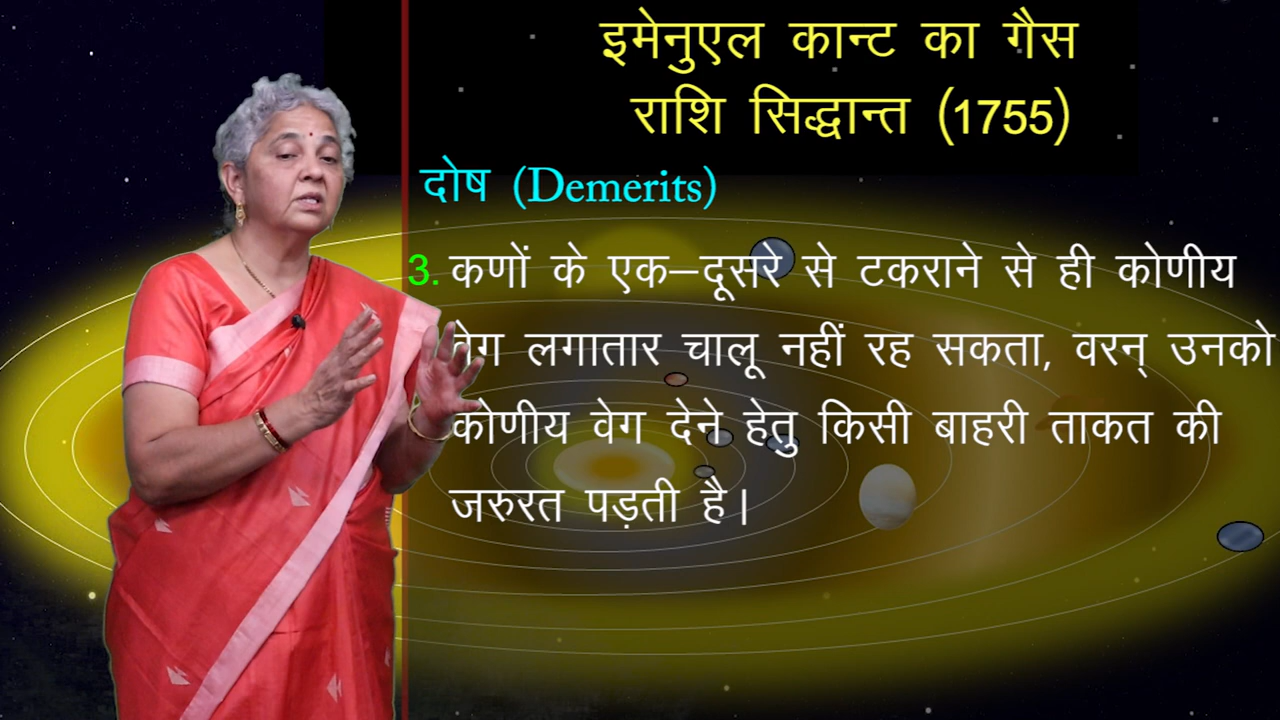 इमेनुएल कान्ट का गैस
राशि सिद्धान्त (1755)
दोष (Demerits)
3. कणों के एक–दूसरे से टकराने से ही कोणीय
वेग लगातार चालू नहीं रह सकता, वरन् उनको
कोणीय वेग देने हेतु किसी बाहरी ताकत की
जरुरत पड़ती है।